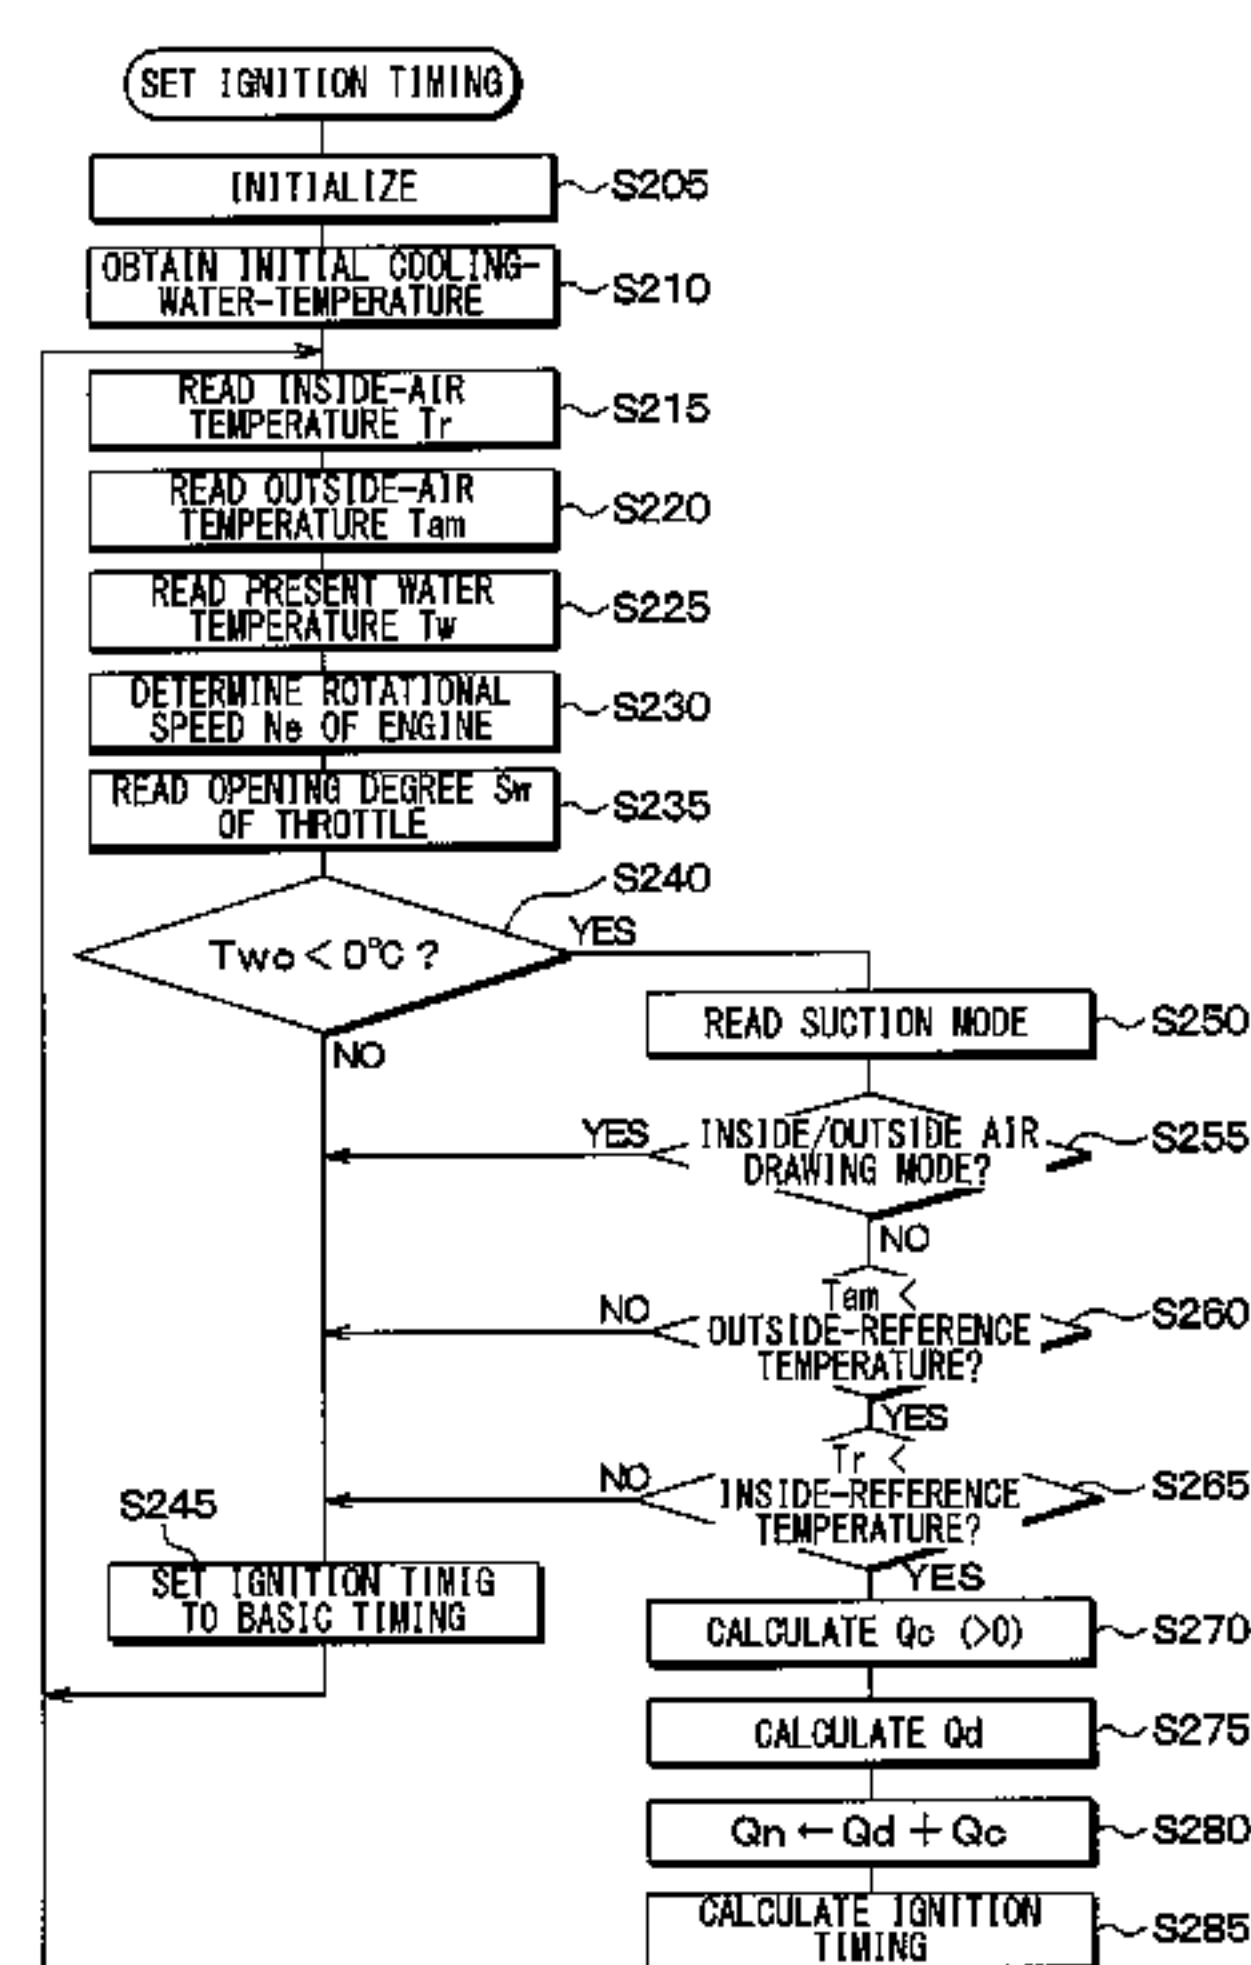 SET IGNITION TIMING
INITIALIZE
S205
OBTAIN INITIAL COOLING-
WATER-TEMPERATURE
S210
READ INSIDE-AIR
TEMPERATURE Tr
S215
READ OUTSIDE-AIR
TEMPERATURE Tam
S220
READ PRESENT WATER
TEMPERATURE Tw
S225
DETERMINE ROTATIONAL
SPEED Ne OF ENGINE
S230
READ OPENING DEGREE Sw
OF THROTTLE
S235
S240
Two < 0℃ ?
YES
NO
READ SUCTION MODE
S250
YES
INSIDE/OUTSIDE AIR
DRAWING MODE?
S255
NO
Tam <
OUTSIDE-REFERENCE
TEMPERATURE?
S260
NO
YES
Tr <
INSIDE-REFERENCE
TEMPERATURE?
S265
NO
YES
S245
SET IGNITION TIMIG
TO BASIC TIMING
CALCULATE Qc (>0)
S270
CALCULATE Qd
S275
Qn ← Qd + Qc
S280
CALCULATE IGNITION
TIMING
S285